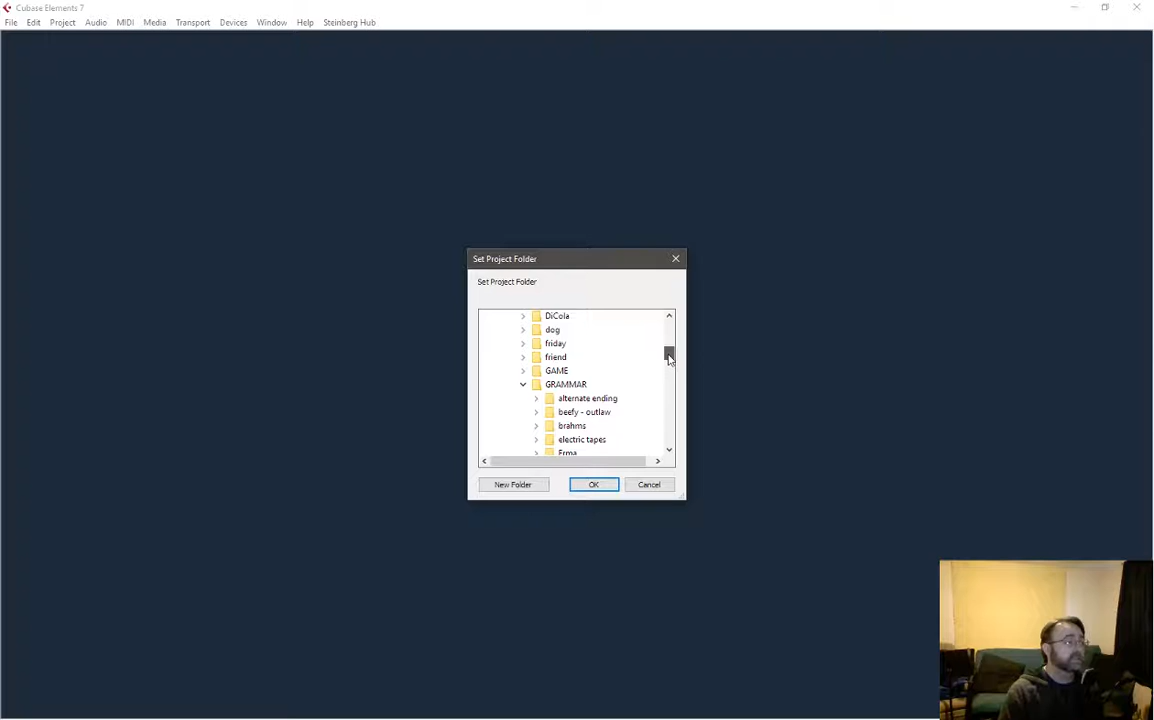 Cubase Elements 7
File Edit Project Audio MIDI Media Transport Devices Window Help Steinberg Hub
Set Project Folder
Set Project Folder
DiCola
dog
friday
friend
GAME
GRAMMAR
alternate ending
beefy - outlaw
brahms
electric tapes
Erma
New Folder OK Cancel